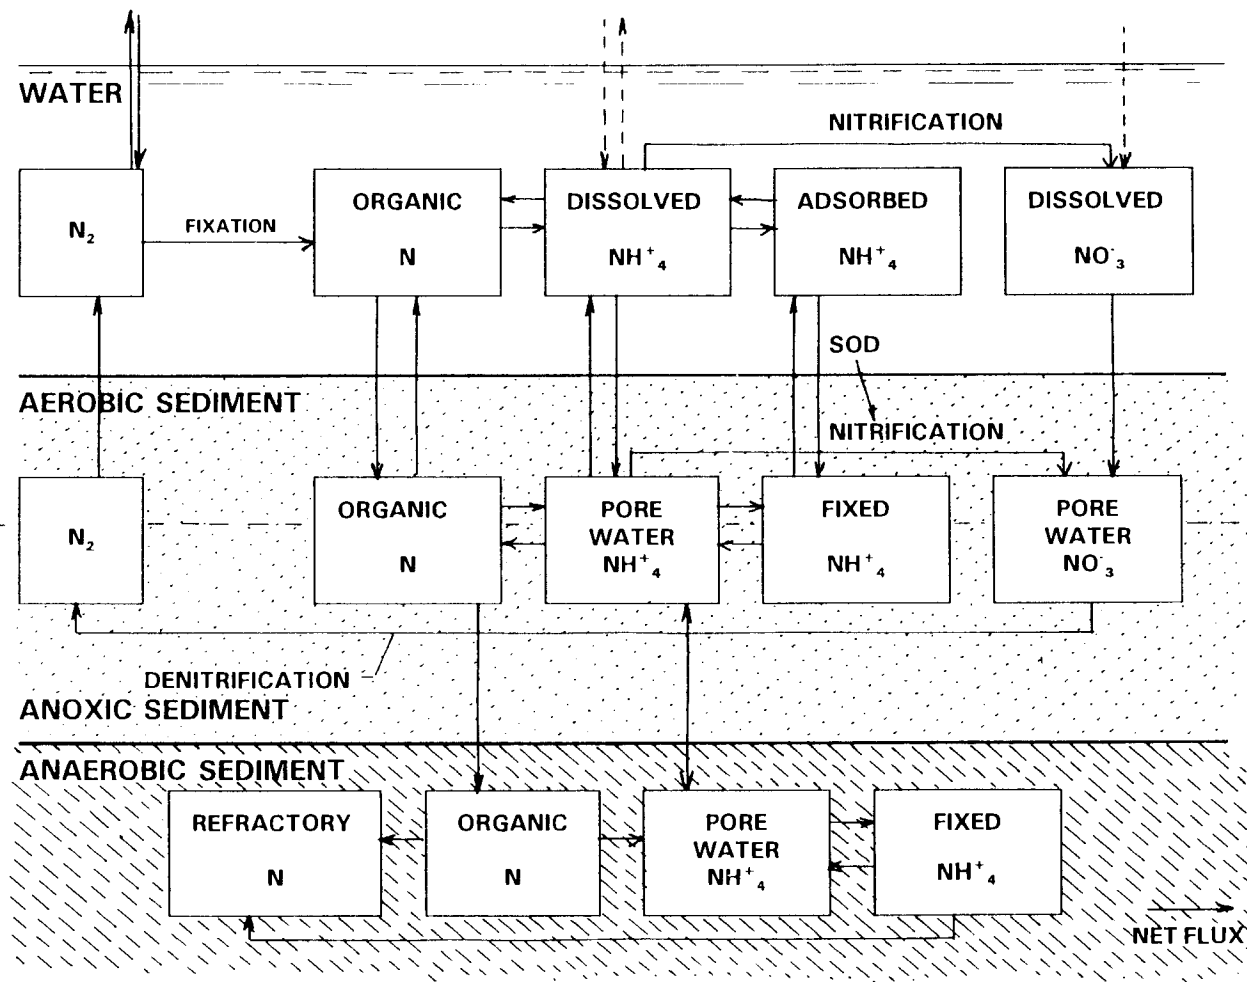 WATER
NITRIFICATION
N₂
FIXATION
ORGANIC
N
DISSOLVED
NH⁺₄
ADSORBED
NH⁺₄
DISSOLVED
NO⁻₃
SOD
AEROBIC SEDIMENT
NITRIFICATION
N₂
ORGANIC
N
PORE
WATER
NH⁺₄
FIXED
NH⁺₄
PORE
WATER
NO⁻₃
DENITRIFICATION
ANOXIC SEDIMENT
ANAEROBIC SEDIMENT
REFRACTORY
N
ORGANIC
N
PORE
WATER
NH⁺₄
FIXED
NH⁺₄
NET FLUX